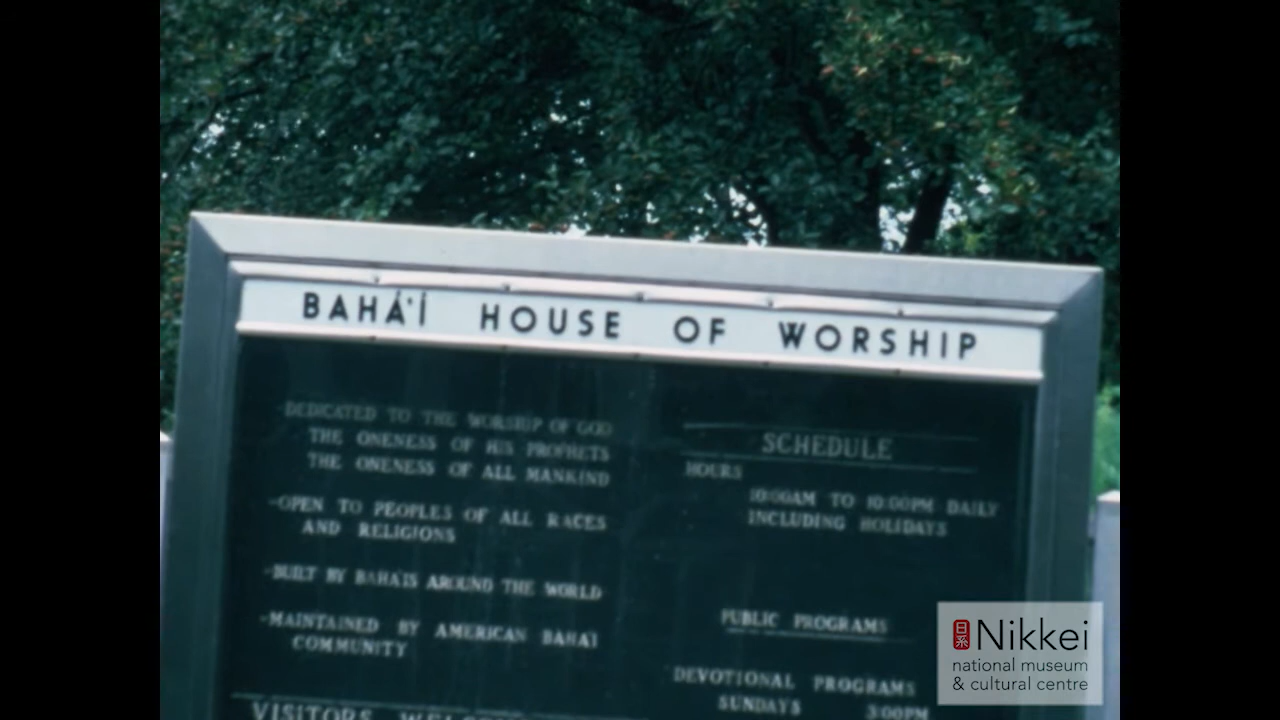 BAHÁ'Í HOUSE OF WORSHIP
-DEDICATED TO THE WORSHIP OF GOD
THE ONENESS OF HIS PROPHETS
THE ONENESS OF ALL MANKIND
-OPEN TO PEOPLES OF ALL RACES
AND RELIGIONS
-BUILT BY BAHA'IS AROUND THE WORLD
-MAINTAINED BY AMERICAN BAHA'I
COMMUNITY
VISITORS
SCHEDULE
HOURS
10:00AM TO 10:00PM DAILY
INCLUDING HOLIDAYS
PUBLIC PROGRAMS
DEVOTIONAL PROGRAMS
SUNDAYS 3:00PM
日系 Nikkei
national museum
& cultural centre